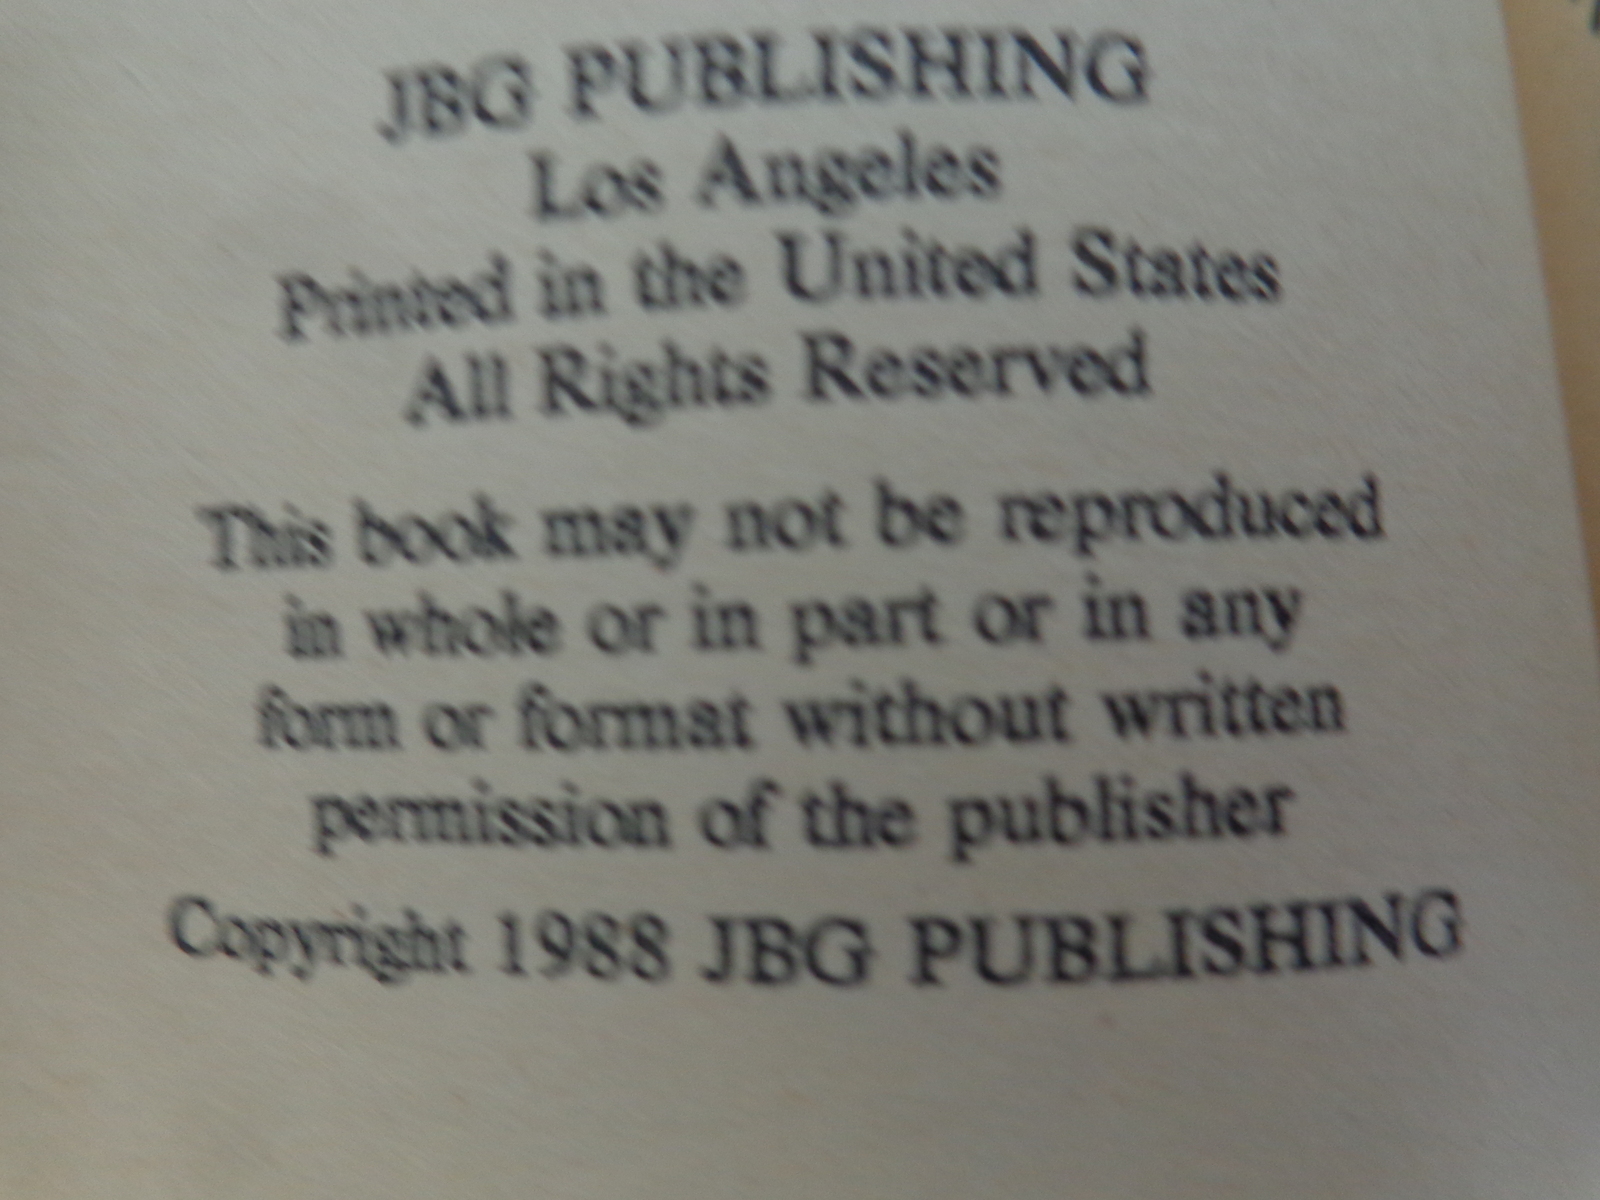 JBG PUBLISHING
Los Angeles
Printed in the United States
All Rights Reserved
This book may not be reproduced
in whole or in part or in any
form or format without written
permission of the publisher
Copyright 1988 JBG PUBLISHING